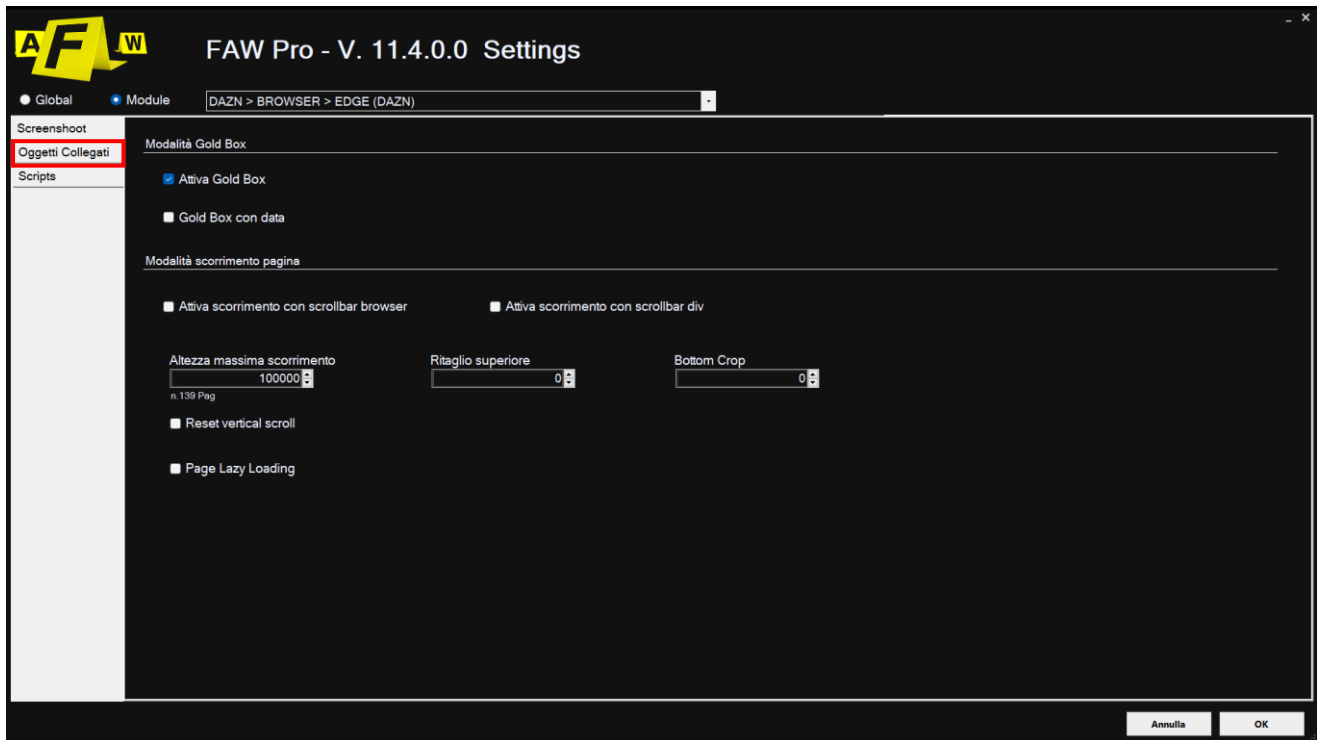 A F W
FAW Pro - V. 11.4.0.0 Settings
Global Module DAZN > BROWSER > EDGE (DAZN)
Screenshoot
Oggetti Collegati
Scripts
Modalità Gold Box
Attiva Gold Box
Gold Box con data
Modalità scorrimento pagina
Attiva scorrimento con scrollbar browser Attiva scorrimento con scrollbar div
Altezza massima scorrimento Ritaglio superiore Bottom Crop
100000 0 0
n.139 Pag
Reset vertical scroll
Page Lazy Loading
Annulla OK